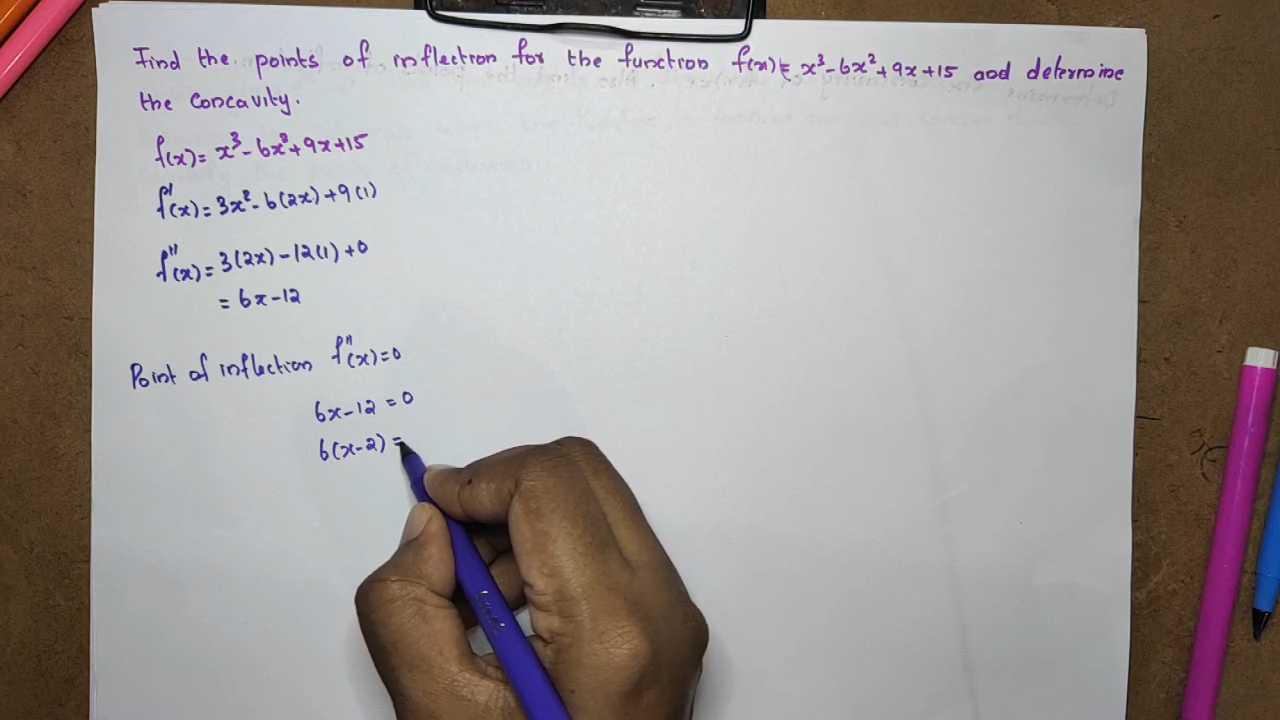 Find the points of inflection for the function f(x) = x³-6x²+9x+15 and determine
the concavity.
f(x) = x³-6x²+9x+15
f'(x) = 3x²-6(2x)+9(1)
f''(x) = 3(2x)-12(1)+0
= 6x-12
Point of inflection f''(x)=0
6x-12 = 0
6(x-2) =